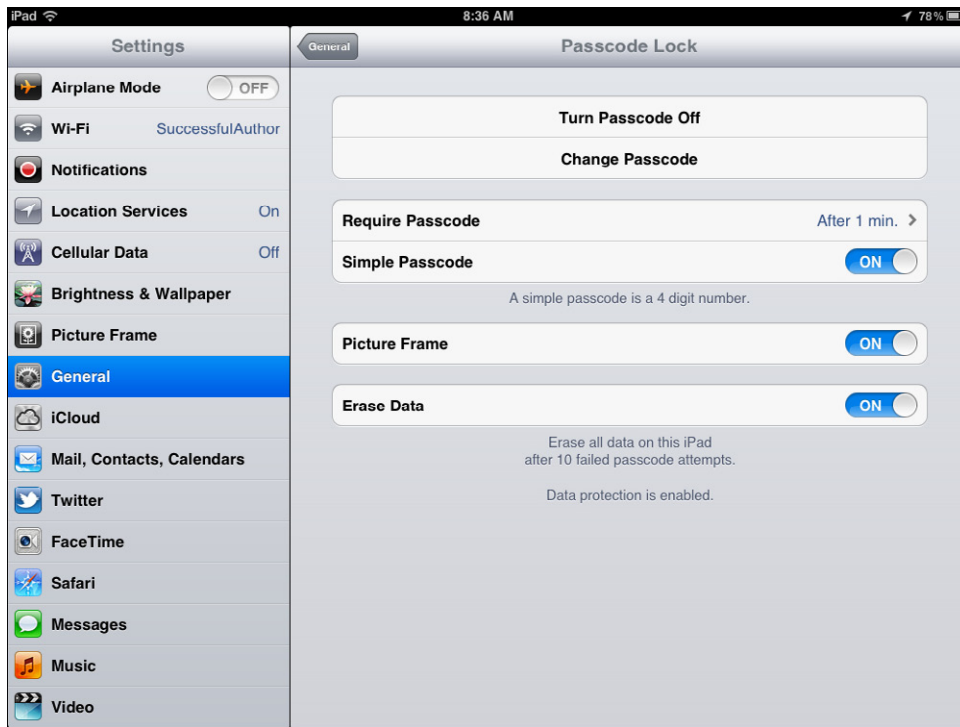 iPad 8:36 AM 78%
Settings
General Passcode Lock
Airplane Mode OFF
Wi-Fi SuccessfulAuthor
Notifications
Location Services On
Cellular Data Off
Brightness & Wallpaper
Picture Frame
General
iCloud
Mail, Contacts, Calendars
Twitter
FaceTime
Safari
Messages
Music
Video
Turn Passcode Off
Change Passcode
Require Passcode After 1 min.
Simple Passcode ON
A simple passcode is a 4 digit number.
Picture Frame ON
Erase Data ON
Erase all data on this iPad
after 10 failed passcode attempts.
Data protection is enabled.